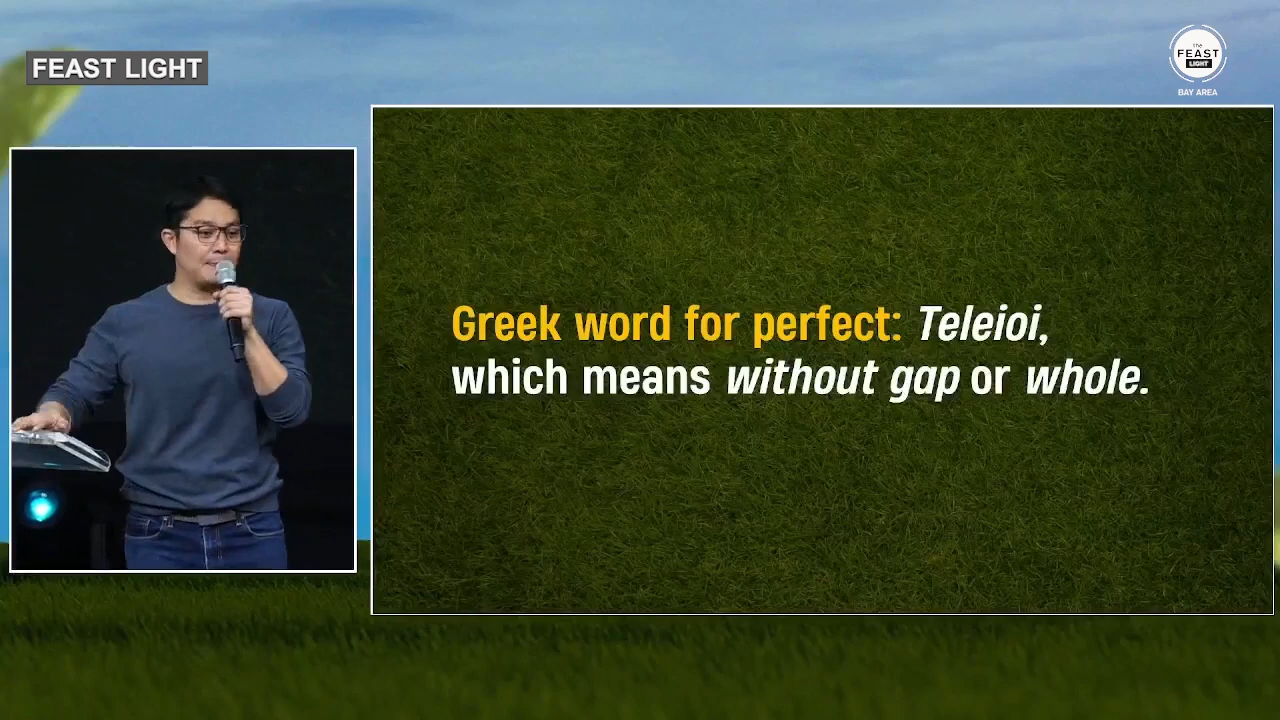 FEAST LIGHT
the
FEAST
LIGHT
BAY AREA
Greek word for perfect: Teleioi,
which means without gap or whole.